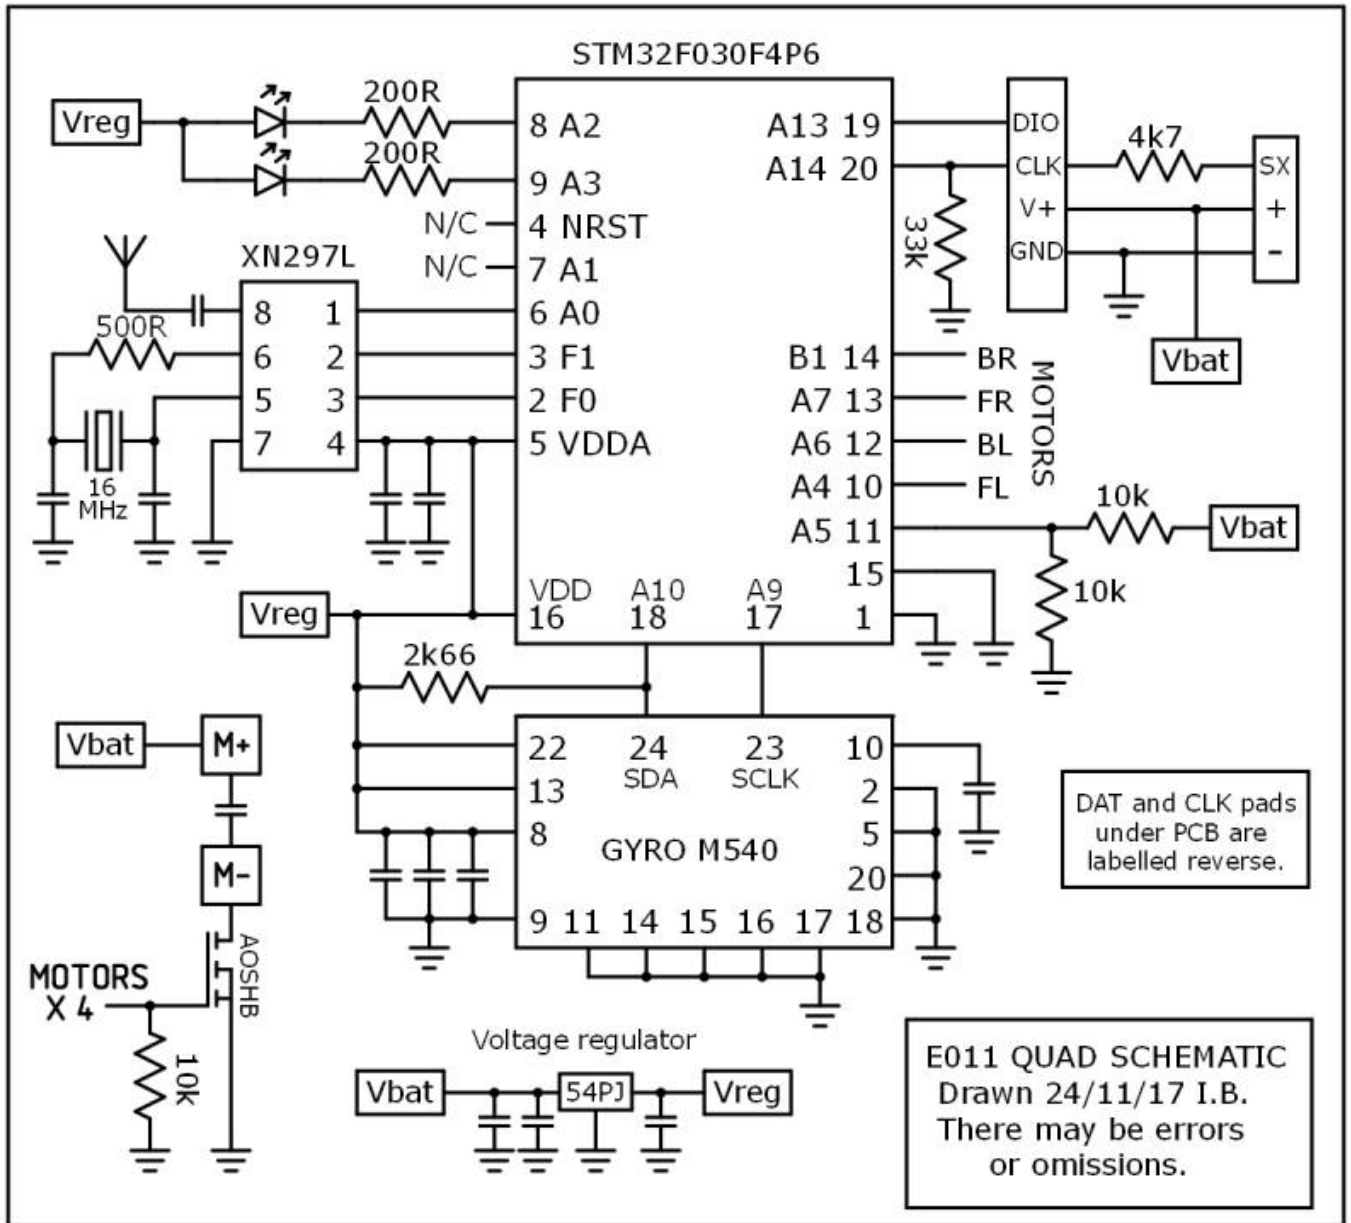 STM32F030F4P6
Vreg
200R
8 A2
200R
9 A3
N/C
4 NRST
N/C
7 A1
XN297L
8 1
6 A0
500R
6 2
3 F1
5 3
2 F0
7 4
5 VDDA
16
MHz
A13 19
A14 20
DIO
CLK
V+
GND
4k7
SX
+
-
33k
Vbat
B1 14
BR
A7 13
FR
A6 12
BL
A4 10
FL
MOTORS
A5 11
10k
Vbat
10k
15
1
VDD A10 A9
16 18 17
Vreg
2k66
22 24 23 10
SDA SCLK
13 2
8 5
GYRO M540
20
9 11 14 15 16 17 18
DAT and CLK pads
under PCB are
labelled reverse.
Vbat
M+
M-
AOSHB
MOTORS
X 4
10k
Voltage regulator
Vbat
54PJ
Vreg
E011 QUAD SCHEMATIC
Drawn 24/11/17 I.B.
There may be errors
or omissions.